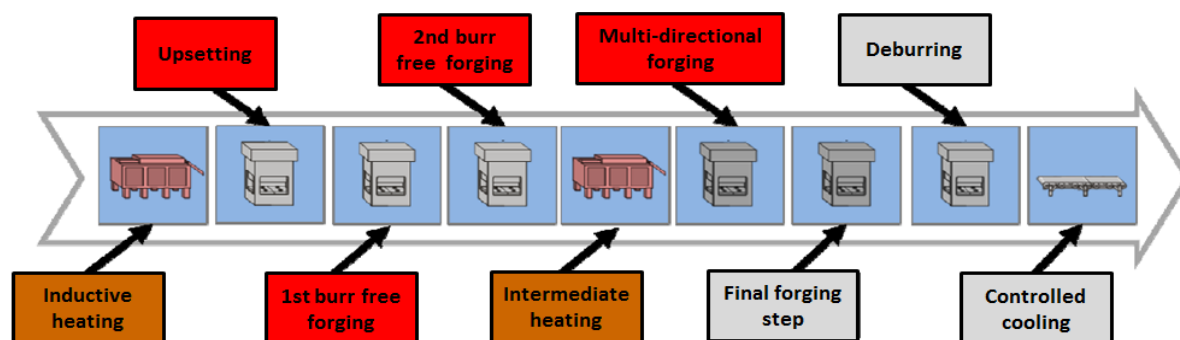 Upsetting
2nd burr
free forging
Multi-directional
forging
Deburring
Inductive
heating
1st burr free
forging
Intermediate
heating
Final forging
step
Controlled
cooling